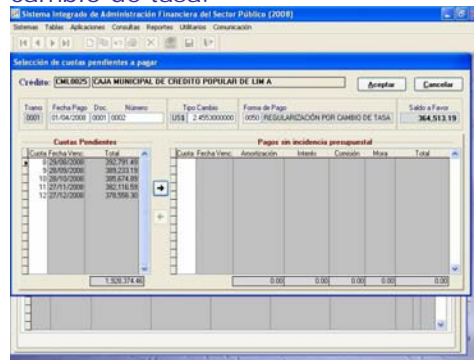 cambio de tasa.
Sistema Integrado de Administración Financiera del Sector Público (2008)
Sistemas Tablas Aplicaciones Consultas Reportes Utilitarios Comunicación
Selección de cuotas pendientes a pagar
Crédito: CML0025 CAJA MUNICIPAL DE CREDITO POPULAR DE LIM A
Aceptar Cancelar
Tramo Fecha Pago Doc. Número Tipo Cambio Forma de Pago Saldo a Favor
0001 01/04/2008 0001 0002 US$ 2.4553000000 0050 REGULARIZACIÓN POR CAMBIO DE TASA 364,513.19
Cuotas Pendientes Pagos sin incidencia presupuestal
Cuota Fecha Venc. Total Cuota Fecha Venc. Amortización Interés Comisión Mora Total
8 29/08/2008 392,791.49
9 28/09/2008 389,233.19
10 28/10/2008 385,674.89
11 27/11/2008 382,116.59
12 27/12/2008 378,558.30
1,928,374.46 0.00 0.00 0.00 0.00 0.00